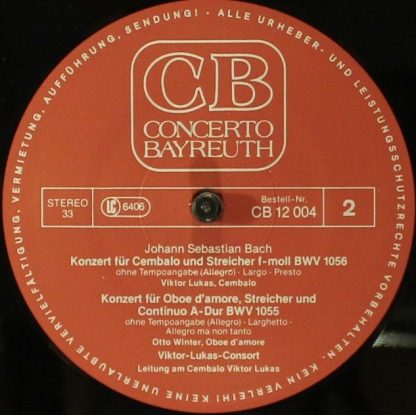 ALLE URHEBER- UND LEISTUNGSSCHUTZRECHTE VORBEHALTEN · KEIN VERLEIH! KEINE UNERLAUBTE VERVIELFÄLTIGUNG, VERMIETUNG, AUFFÜHRUNG, SENDUNG! ·
CB
CONCERTO
BAYREUTH
STEREO
33
LC 6406
Bestell-Nr.
CB 12 004
2
Johann Sebastian Bach
Konzert für Cembalo und Streicher f-moll BWV 1056
ohne Tempoangabe (Allegro) - Largo - Presto
Viktor Lukas, Cembalo
Konzert für Oboe d'amore, Streicher und
Continuo A-Dur BWV 1055
ohne Tempoangabe (Allegro) - Larghetto -
Allegro ma non tanto
Otto Winter, Oboe d'amore
Viktor-Lukas-Consort
Leitung am Cembalo Viktor Lukas